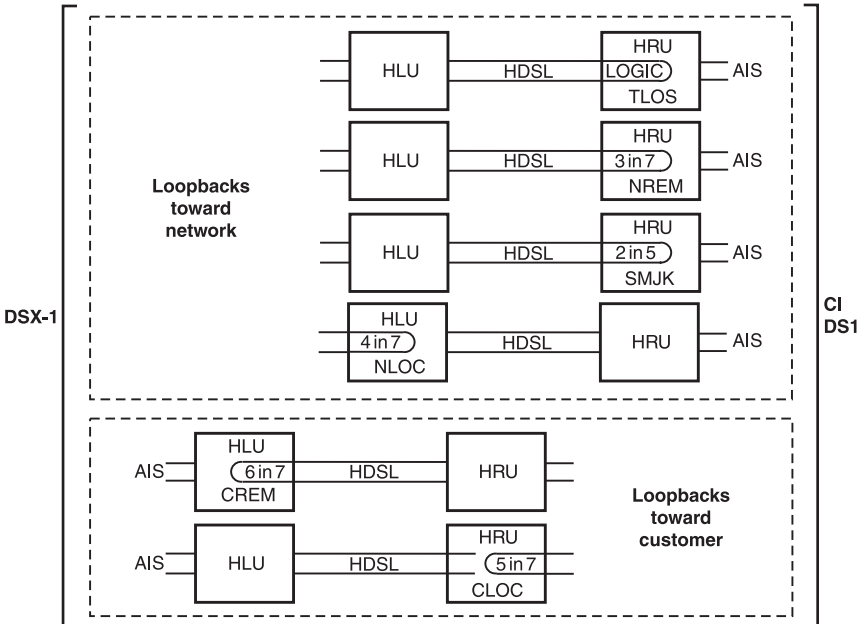 HRU
HLU
HDSL
LOGIC
AIS
TLOS
HRU
HLU
HDSL
3 in 7
AIS
NREM
Loopbacks
toward
network
HRU
HLU
HDSL
2 in 5
AIS
SMJK
DSX-1
CI
DS1
HLU
4 in 7
HDSL
HRU
AIS
NLOC
HLU
AIS
6 in 7
HDSL
HRU
CREM
Loopbacks
toward
customer
HRU
AIS
HLU
HDSL
5 in 7
CLOC